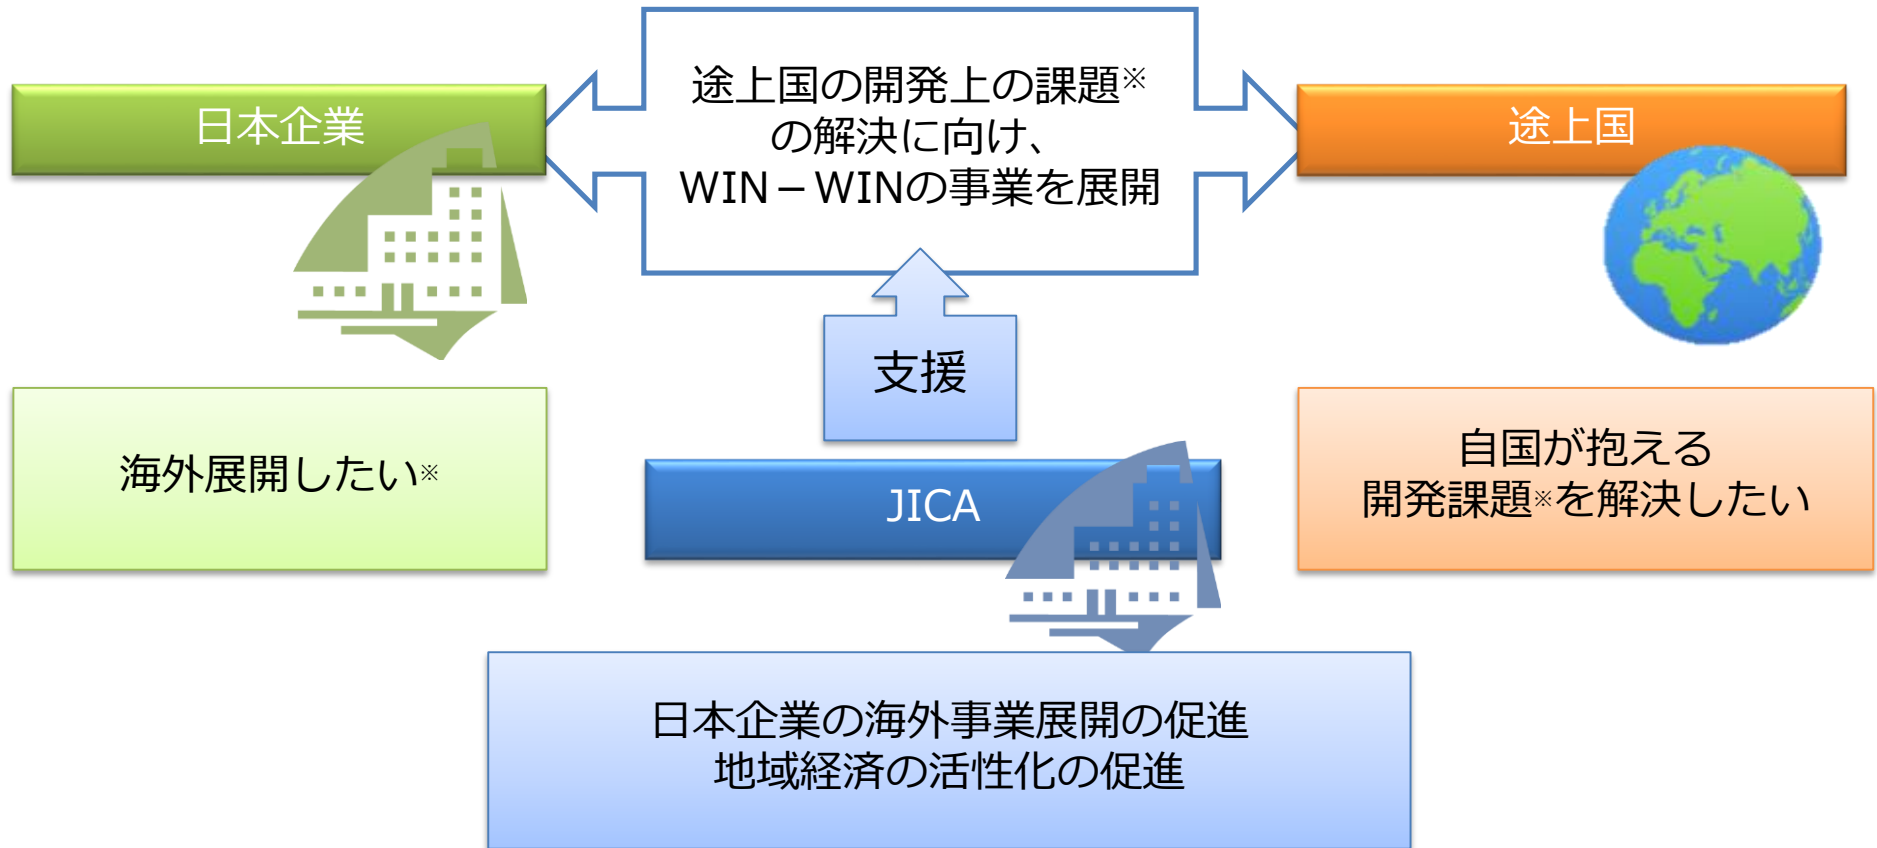 日本企業
途上国の開発上の課題※
の解決に向け、
WIN－WINの事業を展開
途上国
支援
海外展開したい※
JICA
自国が抱える
開発課題※を解決したい
日本企業の海外事業展開の促進
地域経済の活性化の促進